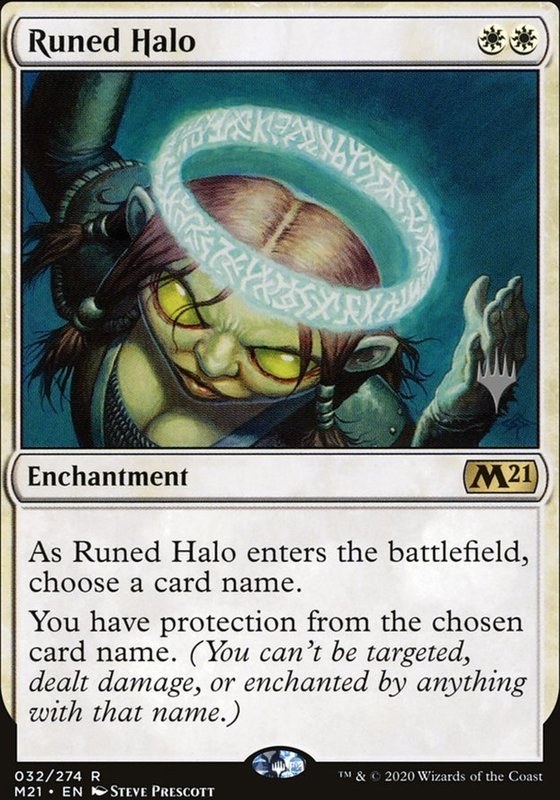 Runed Halo
Enchantment
M21
As Runed Halo enters the battlefield,
choose a card name.
You have protection from the chosen
card name. (You can't be targeted,
dealt damage, or enchanted by anything
with that name.)
032/274 R
M21 • EN Steve Prescott
™ & © 2020 Wizards of the Coast